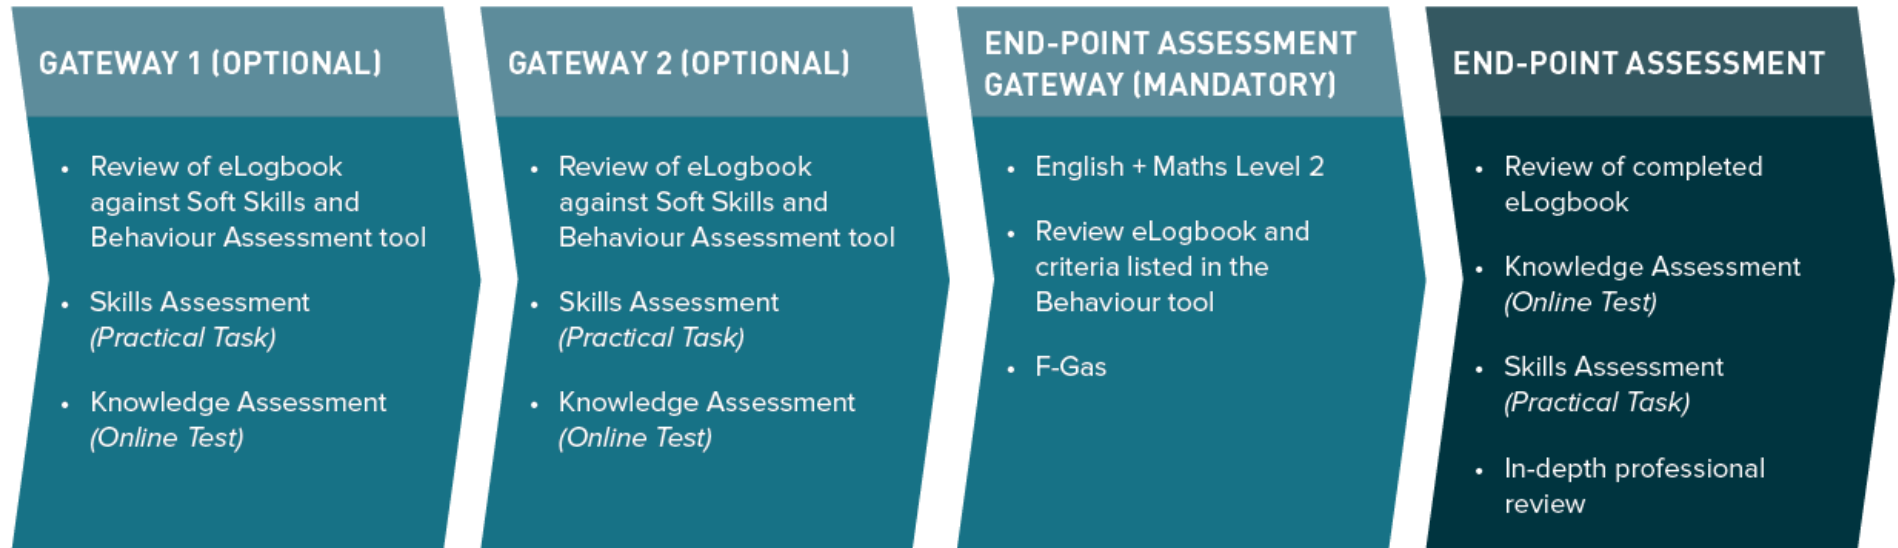 GATEWAY 1 (OPTIONAL)
• Review of eLogbook
against Soft Skills and
Behaviour Assessment tool
• Skills Assessment
(Practical Task)
• Knowledge Assessment
(Online Test)
GATEWAY 2 (OPTIONAL)
• Review of eLogbook
against Soft Skills and
Behaviour Assessment tool
• Skills Assessment
(Practical Task)
• Knowledge Assessment
(Online Test)
END-POINT ASSESSMENT
GATEWAY (MANDATORY)
• English + Maths Level 2
• Review eLogbook and
criteria listed in the
Behaviour tool
• F-Gas
END-POINT ASSESSMENT
• Review of completed
eLogbook
• Knowledge Assessment
(Online Test)
• Skills Assessment
(Practical Task)
• In-depth professional
review